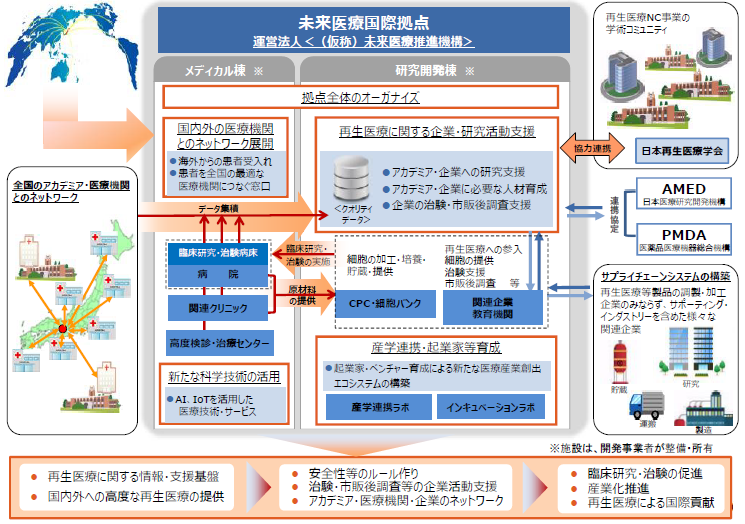 未来医療国際拠点
運営法人＜（仮称）未来医療推進機構＞
メディカル棟 ※
研究開発棟 ※
拠点全体のオーガナイズ
国内外の医療機関
とのネットワーク展開
● 海外からの患者受入れ
● 患者を全国の最適な
医療機関につなぐ窓口
再生医療に関する企業・研究活動支援
＜クオリティ
データ＞
● アカデミア・企業への研究支援
● アカデミア・企業に必要な人材育成
● 企業の治験・市販後調査支援
データ集積
臨床研究・治験病床
病　院
関連クリニック
高度検診・治療センター
臨床研究・
治験の実施
原材料
の提供
細胞の加工・培養・
貯蔵・提供
CPC・細胞バンク
再生医療への参入
細胞の提供
治験支援
市販後調査　等
関連企業
教育機関
新たな科学技術の活用
● AI、IoTを活用した
医療技術・サービス
産学連携・起業家等育成
● 起業家・ベンチャー育成による新たな医療産業創出
エコシステムの構築
産学連携ラボ
インキュベーションラボ
全国のアカデミア・医療機関
とのネットワーク
再生医療NC事業の
学術コミュニティ
協力連携
日本再生医療学会
連携協定
AMED
日本医療研究開発機構
PMDA
医薬品医療機器総合機構
サプライチェーンシステムの構築
再生医療等製品の調製・加工
企業のみならず、サポーティング・
インダストリーを含めた様々な
関連企業
貯蔵
研究
運搬
製造
※施設は、開発事業者が整備・所有
● 再生医療に関する情報・支援基盤
● 国内外への高度な再生医療の提供
● 安全性等のルール作り
● 治験・市販後調査等の企業活動支援
● アカデミア・医療機関・企業のネットワーク
● 臨床研究・治験の促進
● 産業化推進
● 再生医療による国際貢献